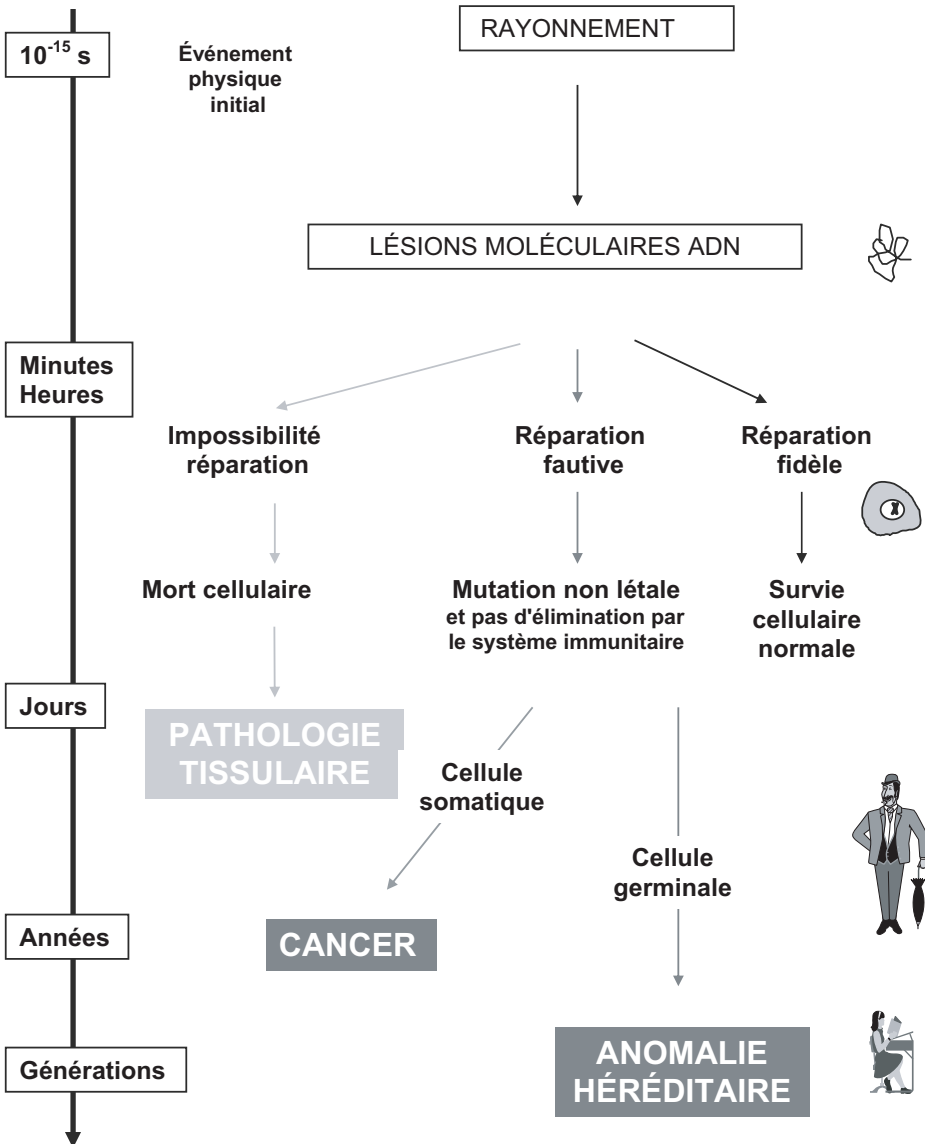 RAYONNEMENT
10⁻¹⁵ s
Événement
physique
initial
LÉSIONS MOLÉCULAIRES ADN
Minutes
Heures
Impossibilité
réparation
Réparation
fautive
Réparation
fidèle
Mort cellulaire
Mutation non létale
et pas d'élimination par
le système immunitaire
Survie
cellulaire
normale
Jours
PATHOLOGIE
TISSULAIRE
Cellule
somatique
Cellule
germinale
Années
CANCER
Générations
ANOMALIE
HÉRÉDITAIRE